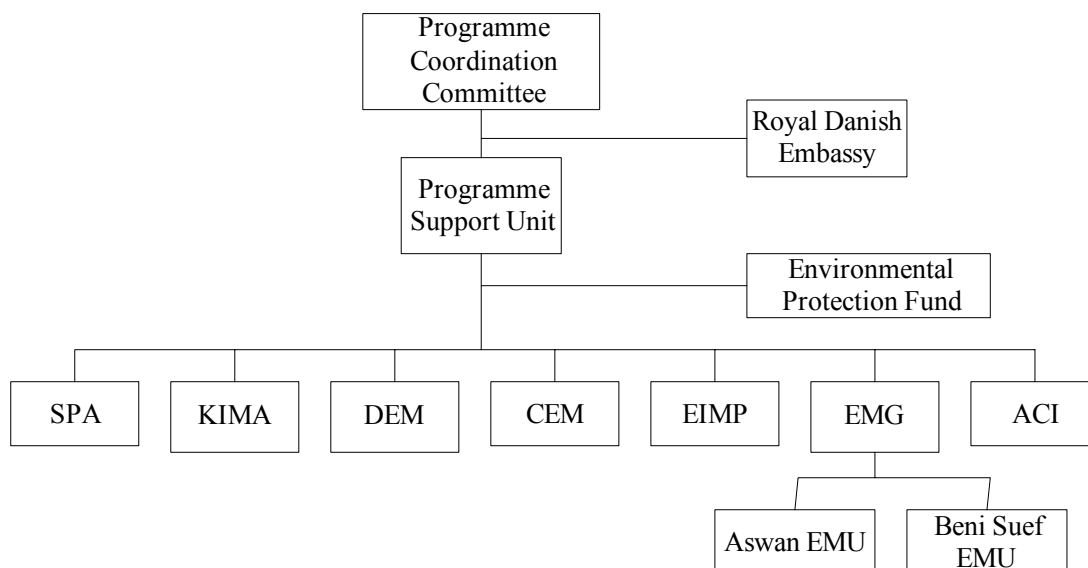 Programme
Coordination
Committee
Royal Danish
Embassy
Programme
Support Unit
Environmental
Protection Fund
SPA
KIMA
DEM
CEM
EIMP
EMG
ACI
Aswan EMU
Beni Suef
EMU